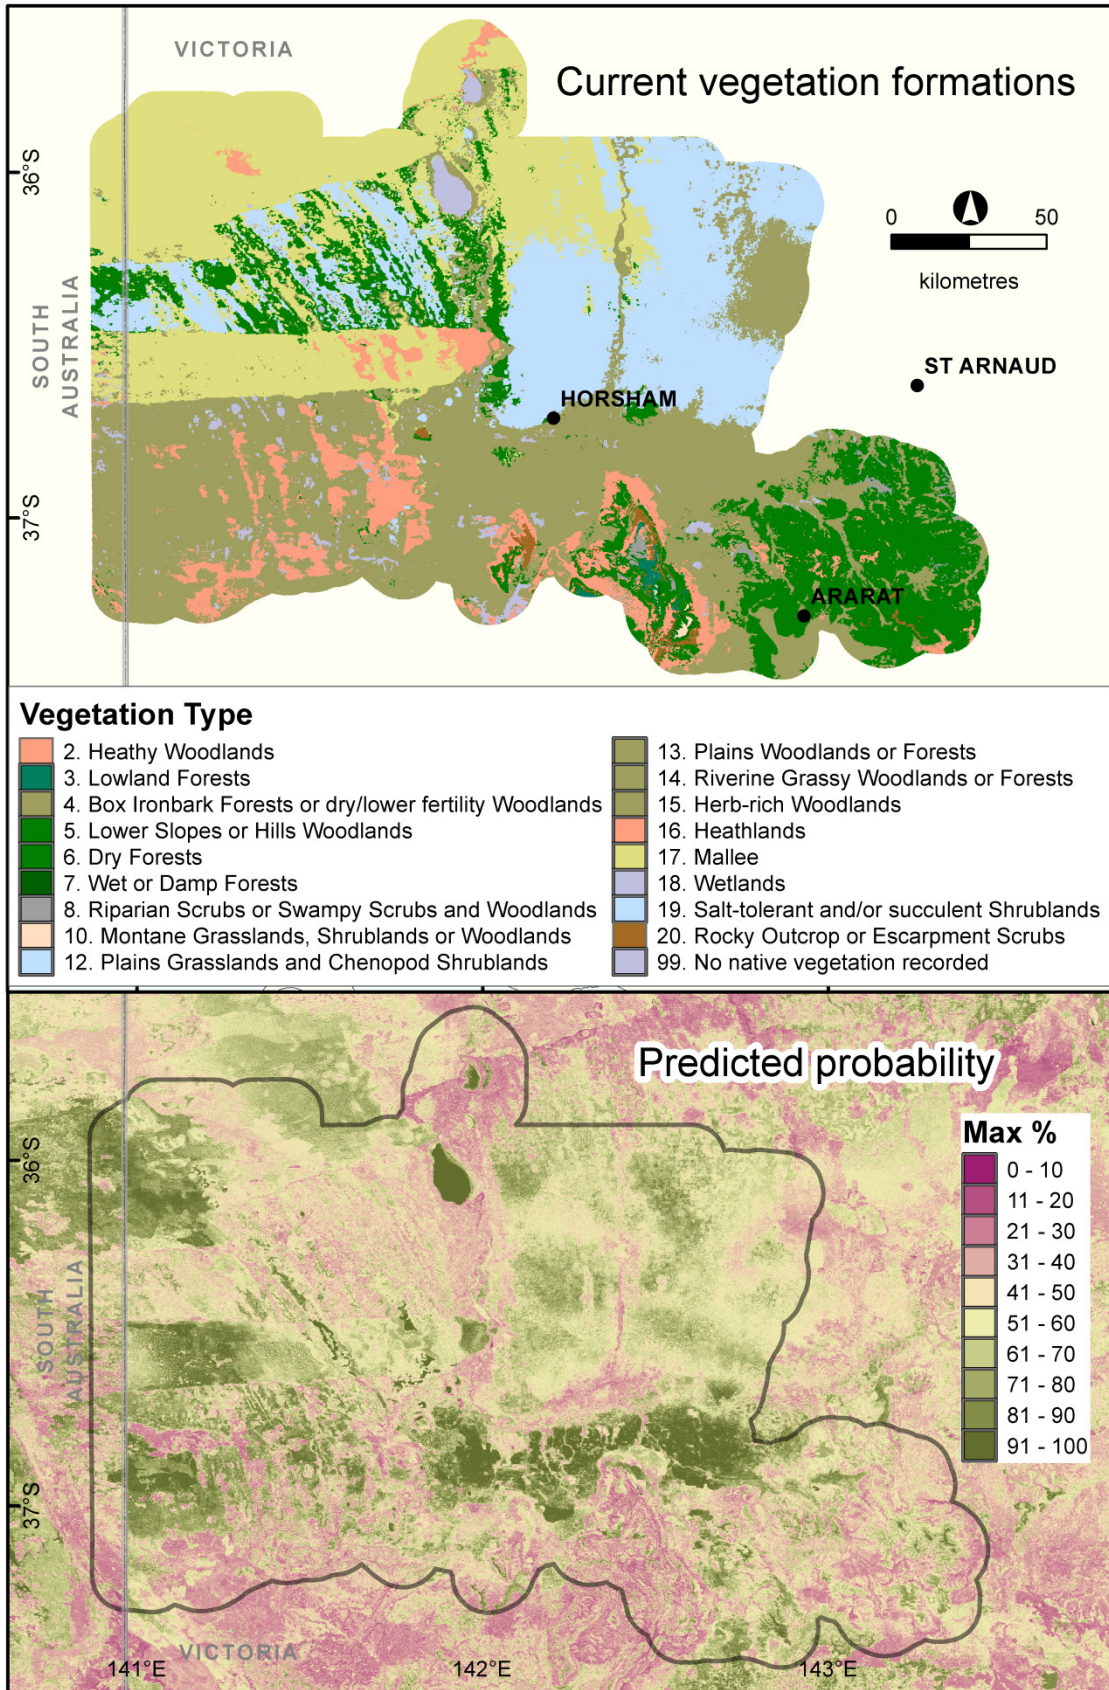 VICTORIA
Current vegetation formations
36°S
0 50
kilometres
SOUTH
AUSTRALIA
ST ARNAUD
HORSHAM
37°S
ARARAT
Vegetation Type
2. Heathy Woodlands
3. Lowland Forests
4. Box Ironbark Forests or dry/lower fertility Woodlands
5. Lower Slopes or Hills Woodlands
6. Dry Forests
7. Wet or Damp Forests
8. Riparian Scrubs or Swampy Scrubs and Woodlands
10. Montane Grasslands, Shrublands or Woodlands
12. Plains Grasslands and Chenopod Shrublands
13. Plains Woodlands or Forests
14. Riverine Grassy Woodlands or Forests
15. Herb-rich Woodlands
16. Heathlands
17. Mallee
18. Wetlands
19. Salt-tolerant and/or succulent Shrublands
20. Rocky Outcrop or Escarpment Scrubs
99. No native vegetation recorded
Predicted probability
Max %
0 - 10
11 - 20
21 - 30
31 - 40
41 - 50
51 - 60
61 - 70
71 - 80
81 - 90
91 - 100
36°S
SOUTH
AUSTRALIA
37°S
VICTORIA
141°E 142°E 143°E